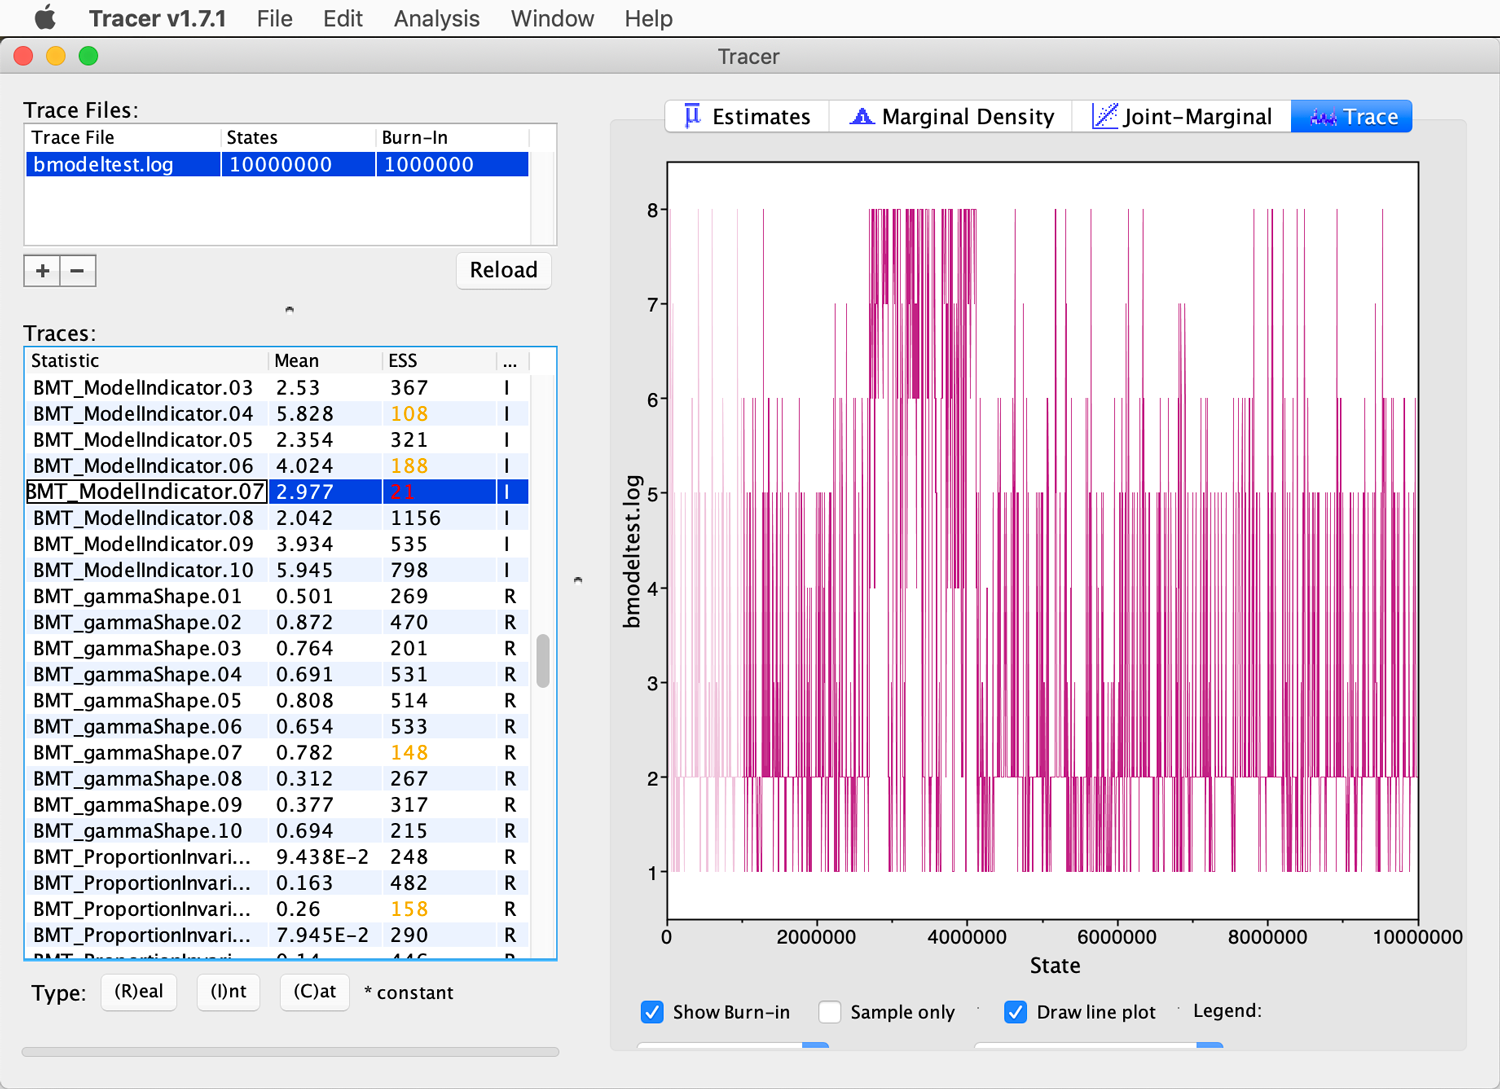 Tracer v1.7.1 File Edit Analysis Window Help
Tracer
Trace Files:
Trace File States Burn-In
bmodeltest.log 10000000 1000000
+ −
Reload
Traces:
Statistic Mean ESS ...
BMT_ModelIndicator.03 2.53 367 I
BMT_ModelIndicator.04 5.828 108 I
BMT_ModelIndicator.05 2.354 321 I
BMT_ModelIndicator.06 4.024 188 I
BMT_ModelIndicator.07 2.977 21 I
BMT_ModelIndicator.08 2.042 1156 I
BMT_ModelIndicator.09 3.934 535 I
BMT_ModelIndicator.10 5.945 798 I
BMT_gammaShape.01 0.501 269 R
BMT_gammaShape.02 0.872 470 R
BMT_gammaShape.03 0.764 201 R
BMT_gammaShape.04 0.691 531 R
BMT_gammaShape.05 0.808 514 R
BMT_gammaShape.06 0.654 533 R
BMT_gammaShape.07 0.782 148 R
BMT_gammaShape.08 0.312 267 R
BMT_gammaShape.09 0.377 317 R
BMT_gammaShape.10 0.694 215 R
BMT_ProportionInvari... 9.438E-2 248 R
BMT_ProportionInvari... 0.163 482 R
BMT_ProportionInvari... 0.26 158 R
BMT_ProportionInvari... 7.945E-2 290 R
Type: (R)eal (I)nt (C)at * constant
Estimates Marginal Density Joint-Marginal Trace
8
7
6
5
4
3
2
1
bmodeltest.log
0 2000000 4000000 6000000 8000000 10000000
State
Show Burn-in Sample only Draw line plot Legend: